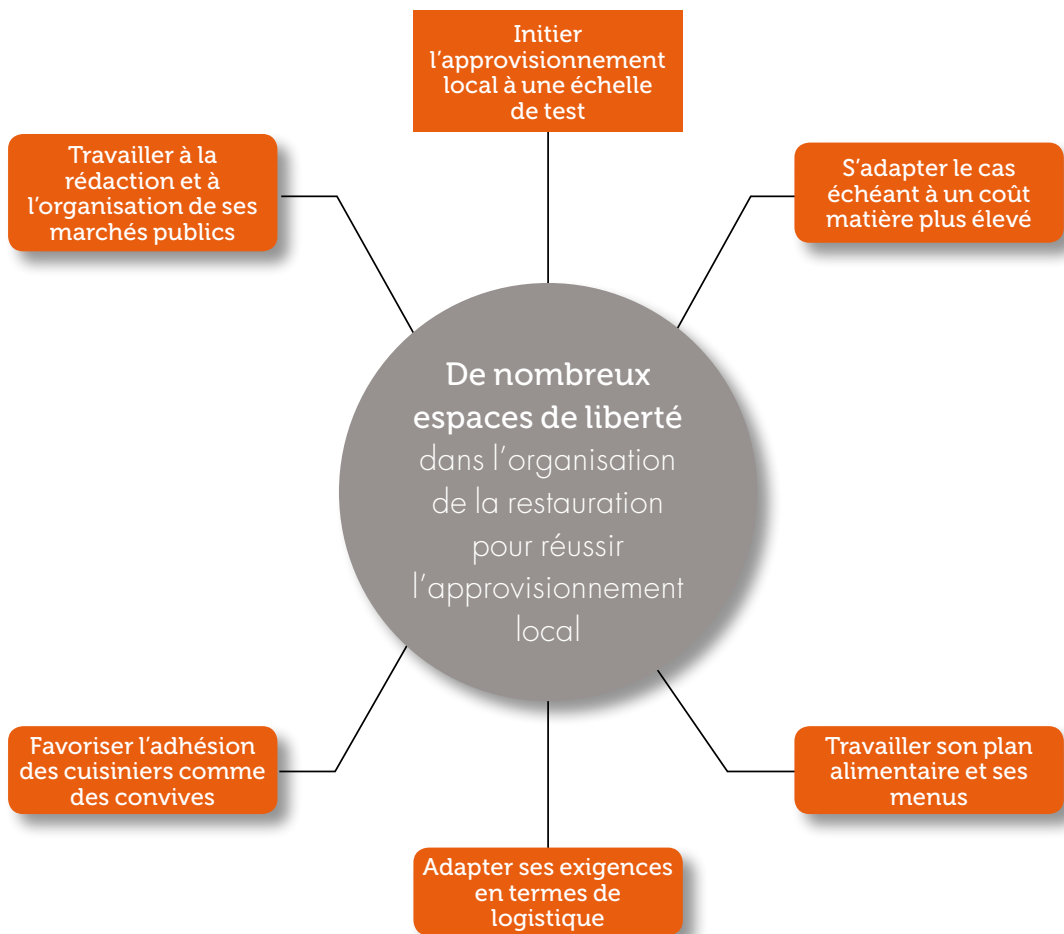 Initier
l'approvisionnement
local à une échelle
de test
Travailler à la
rédaction et à
l'organisation de ses
marchés publics
S'adapter le cas
échéant à un coût
matière plus élevé
De nombreux
espaces de liberté
dans l'organisation
de la restauration
pour réussir
l'approvisionnement
local
Favoriser l'adhésion
des cuisiniers comme
des convives
Travailler son plan
alimentaire et ses
menus
Adapter ses exigences
en termes de
logistique